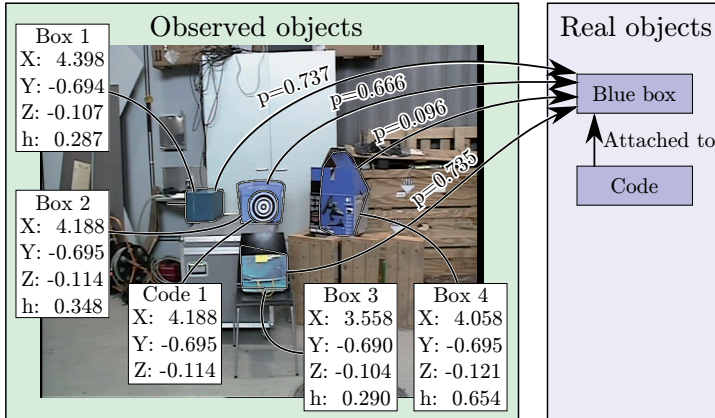 Observed objects
Real objects
Box 1
X: 4.398
Y: -0.694
Z: -0.107
h: 0.287
p=0.737
p=0.666
p=0.096
p=0.735
Blue box
Attached to
Code
Box 2
X: 4.188
Y: -0.695
Z: -0.114
h: 0.348
Code 1
X: 4.188
Y: -0.695
Z: -0.114
Box 3
X: 3.558
Y: -0.690
Z: -0.104
h: 0.290
Box 4
X: 4.058
Y: -0.695
Z: -0.121
h: 0.654